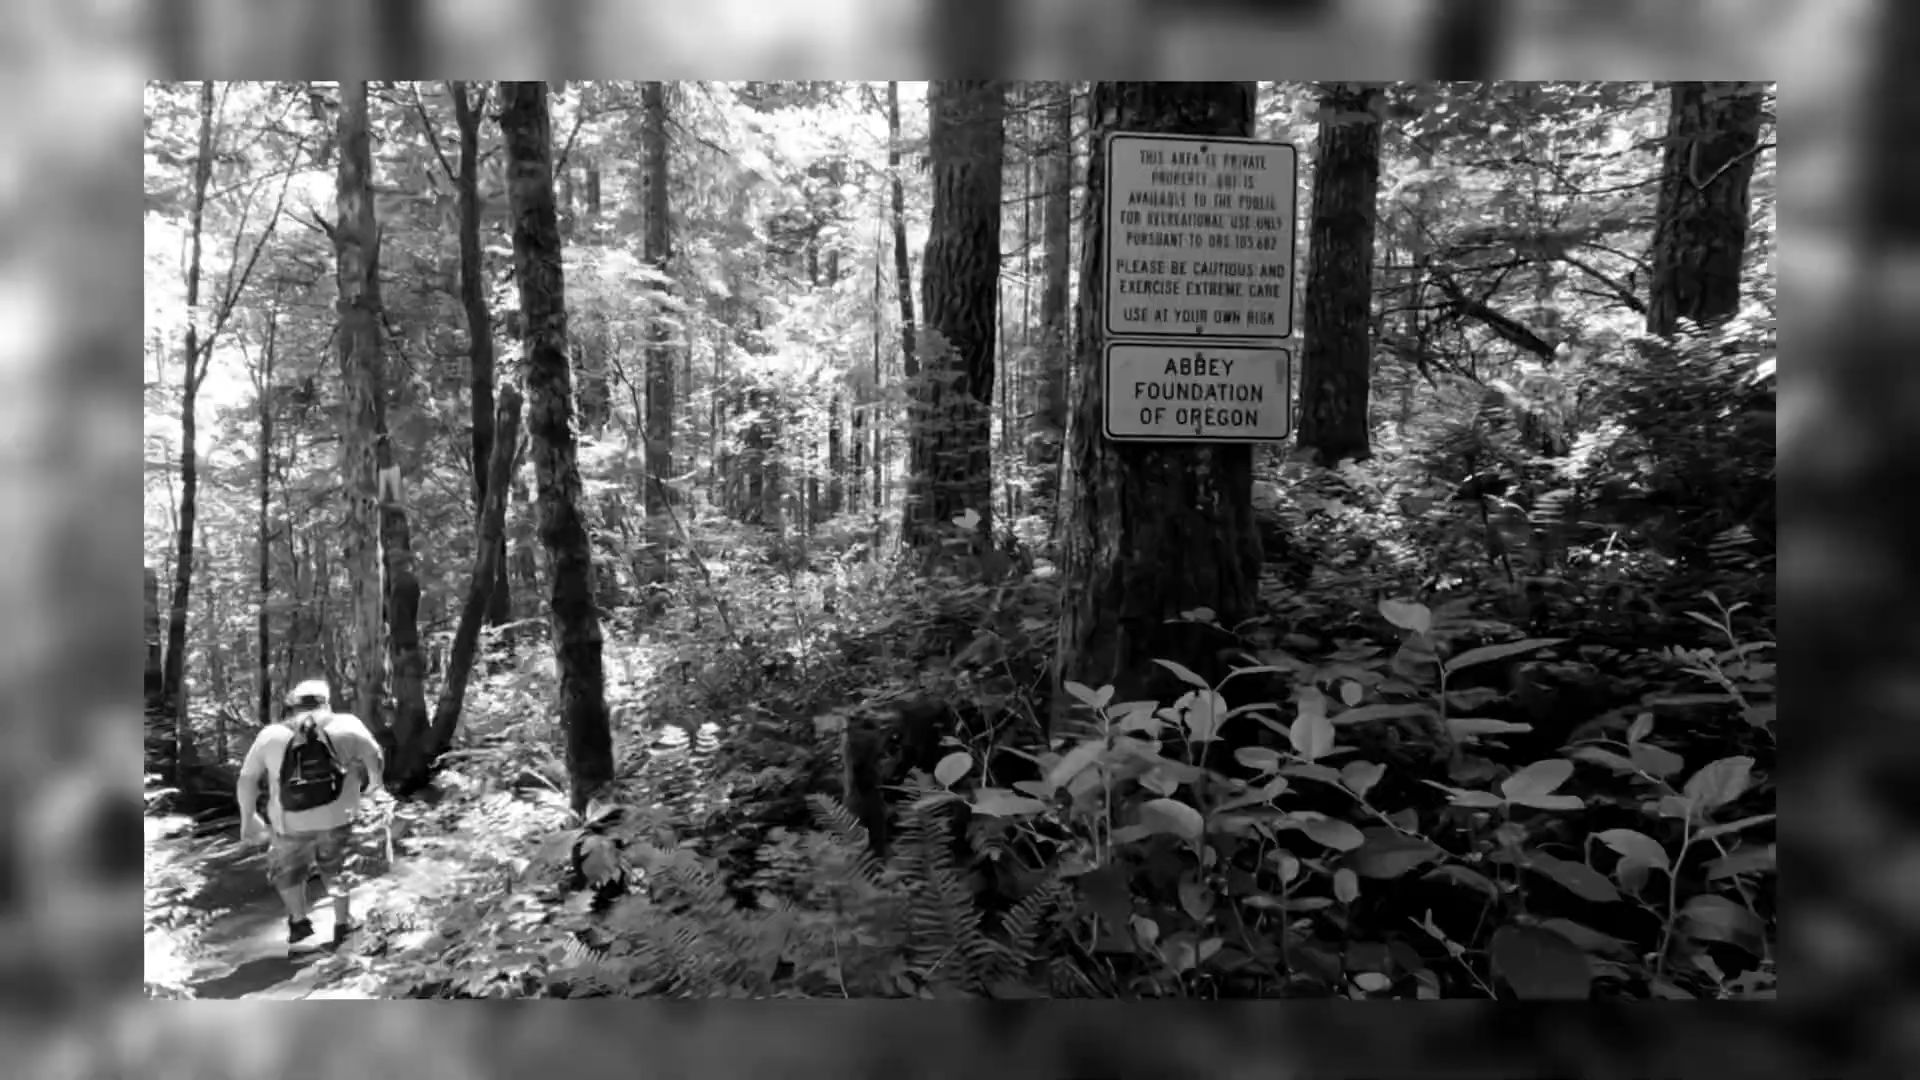 THIS AREA IS PRIVATE
PROPERTY BUT IS
AVAILABLE TO THE PUBLIC
FOR RECREATIONAL USE ONLY
PURSUANT TO ORS 105.682
PLEASE BE CAUTIOUS AND
EXERCISE EXTREME CARE
USE AT YOUR OWN RISK
ABBEY
FOUNDATION
OF OREGON